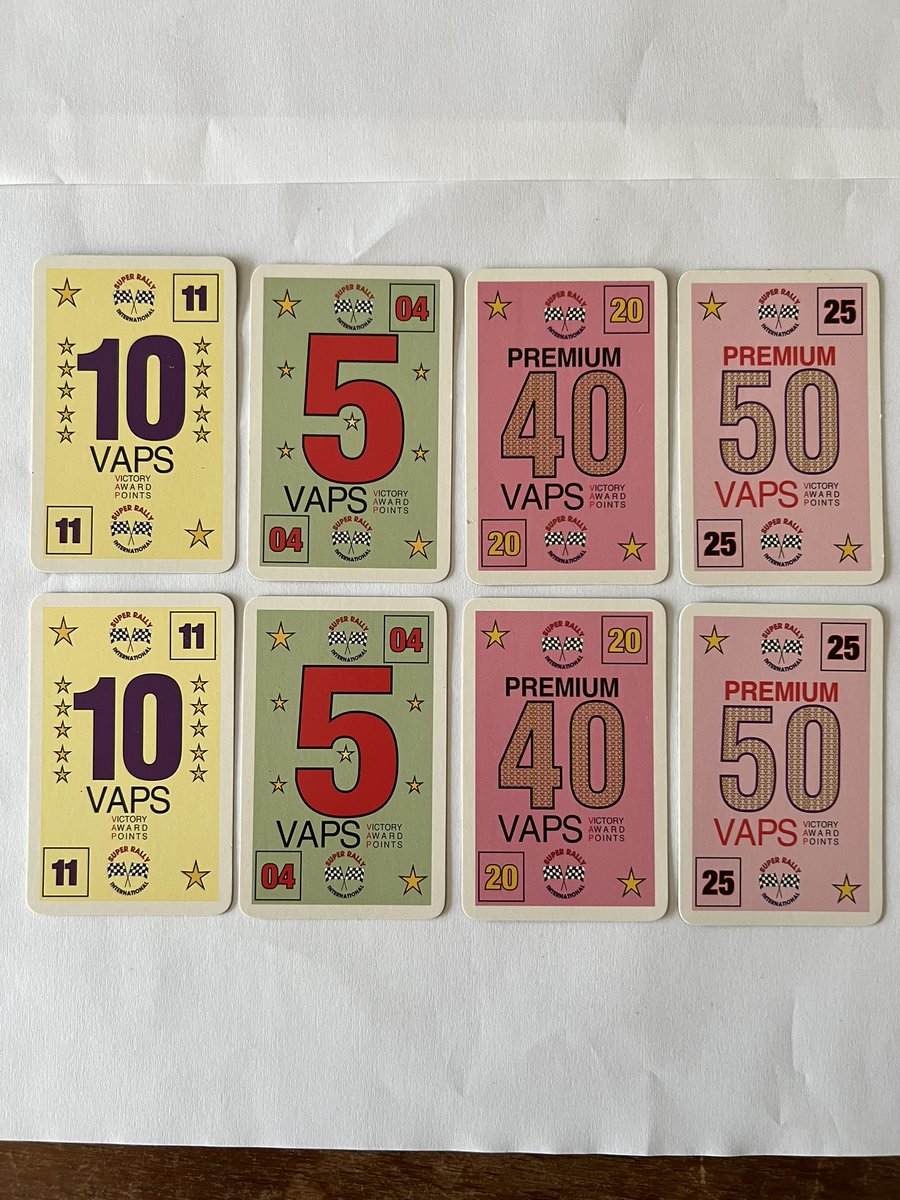 SUPER RALLY
INTERNATIONAL
11
10
VAPS
VICTORY
AWARD
POINTS
11
SUPER RALLY
INTERNATIONAL
SUPER RALLY
INTERNATIONAL
04
5
VAPS
VICTORY
AWARD
POINTS
04
SUPER RALLY
INTERNATIONAL
SUPER RALLY
INTERNATIONAL
20
PREMIUM
40
VAPS
VICTORY
AWARD
POINTS
20
SUPER RALLY
INTERNATIONAL
SUPER RALLY
INTERNATIONAL
25
PREMIUM
50
VAPS
VICTORY
AWARD
POINTS
25
SUPER RALLY
INTERNATIONAL
SUPER RALLY
INTERNATIONAL
11
10
VAPS
VICTORY
AWARD
POINTS
11
SUPER RALLY
INTERNATIONAL
SUPER RALLY
INTERNATIONAL
04
5
VAPS
VICTORY
AWARD
POINTS
04
SUPER RALLY
INTERNATIONAL
SUPER RALLY
INTERNATIONAL
20
PREMIUM
40
VAPS
VICTORY
AWARD
POINTS
20
SUPER RALLY
INTERNATIONAL
SUPER RALLY
INTERNATIONAL
25
PREMIUM
50
VAPS
VICTORY
AWARD
POINTS
25
SUPER RALLY
INTERNATIONAL